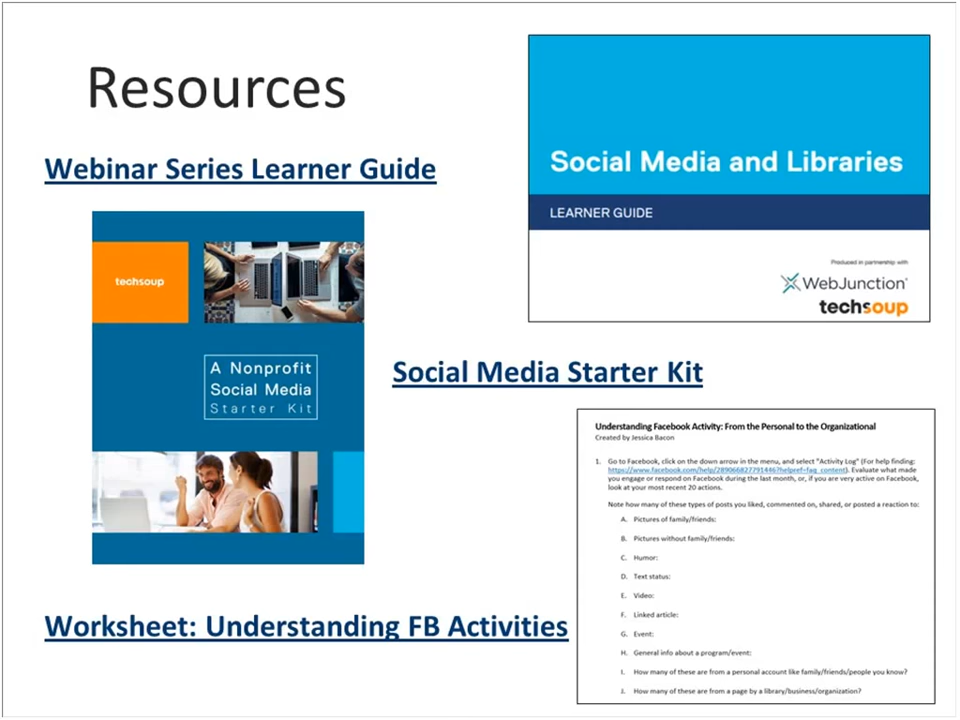 Resources
Webinar Series Learner Guide
Social Media and Libraries
LEARNER GUIDE
Produced in partnership with
WebJunction
techsoup
techsoup
A Nonprofit
Social Media
Starter Kit
Social Media Starter Kit
Understanding Facebook Activity: From the Personal to the Organizational
Created by Jessica Bacon
1. Go to Facebook, click on the down arrow in the menu, and select "Activity Log" (For help finding:
https://www.facebook.com/help/289066827791446?helpref=faq_content). Evaluate what made
you engage or respond on Facebook during the last month, or, if you are very active on Facebook,
look at your most recent 20 actions.
Note how many of these types of posts you liked, commented on, shared, or posted a reaction to:
A. Pictures of family/friends:
B. Pictures without family/friends:
C. Humor:
D. Text status:
E. Video:
F. Linked article:
G. Event:
H. General info about a program/event:
I. How many of these are from a personal account like family/friends/people you know?
J. How many of these are from a page by a library/business/organization?
Worksheet: Understanding FB Activities